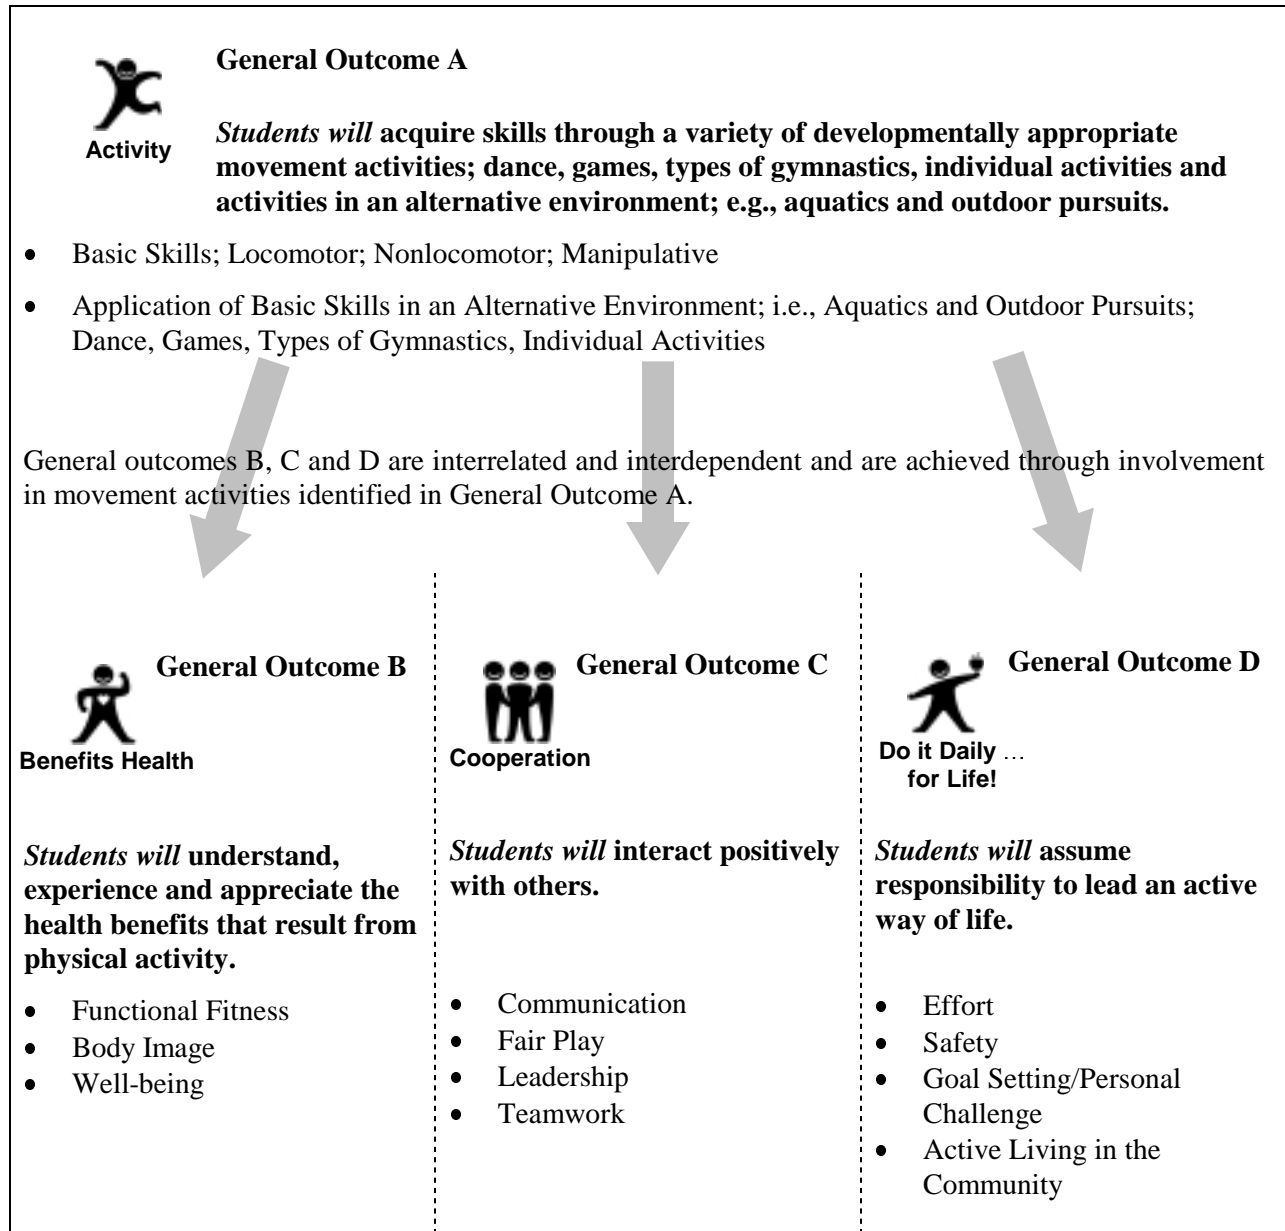 General Outcome A
Activity
Students will acquire skills through a variety of developmentally appropriate
movement activities; dance, games, types of gymnastics, individual activities and
activities in an alternative environment; e.g., aquatics and outdoor pursuits.
• Basic Skills; Locomotor; Nonlocomotor; Manipulative
• Application of Basic Skills in an Alternative Environment; i.e., Aquatics and Outdoor Pursuits;
Dance, Games, Types of Gymnastics, Individual Activities
General outcomes B, C and D are interrelated and interdependent and are achieved through involvement
in movement activities identified in General Outcome A.
General Outcome B
Benefits Health
Students will understand,
experience and appreciate the
health benefits that result from
physical activity.
• Functional Fitness
• Body Image
• Well-being
General Outcome C
Cooperation
Students will interact positively
with others.
• Communication
• Fair Play
• Leadership
• Teamwork
General Outcome D
Do it Daily …
for Life!
Students will assume
responsibility to lead an active
way of life.
• Effort
• Safety
• Goal Setting/Personal
Challenge
• Active Living in the
Community